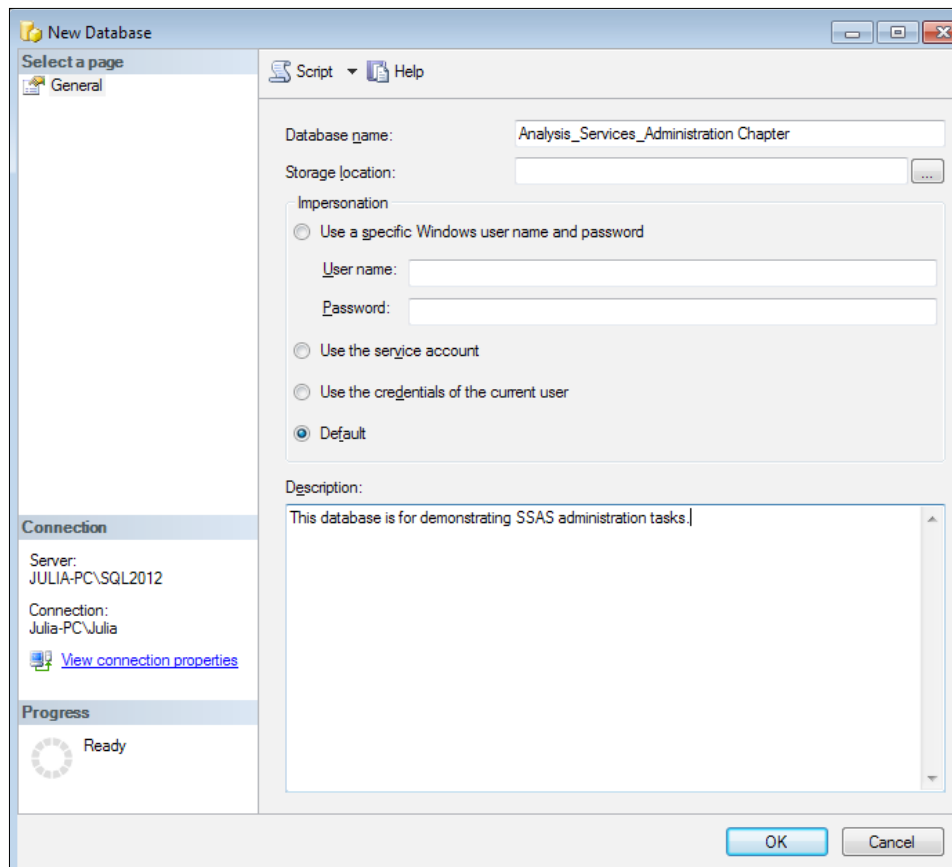 New Database
Select a page
General
Script
Help
Database name:
Analysis_Services_Administration Chapter
Storage location:
...
Impersonation
Use a specific Windows user name and password
User name:
Password:
Use the service account
Use the credentials of the current user
Default
Description:
This database is for demonstrating SSAS administration tasks.
Connection
Server:
JULIA-PC\SQL2012
Connection:
Julia-PC\Julia
View connection properties
Progress
Ready
OK
Cancel